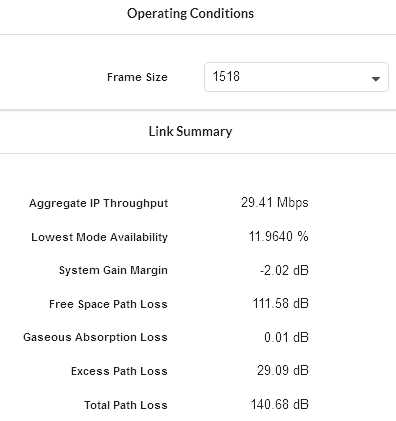 Operating Conditions
Frame Size 1518
Link Summary
Aggregate IP Throughput 29.41 Mbps
Lowest Mode Availability 11.9640 %
System Gain Margin -2.02 dB
Free Space Path Loss 111.58 dB
Gaseous Absorption Loss 0.01 dB
Excess Path Loss 29.09 dB
Total Path Loss 140.68 dB